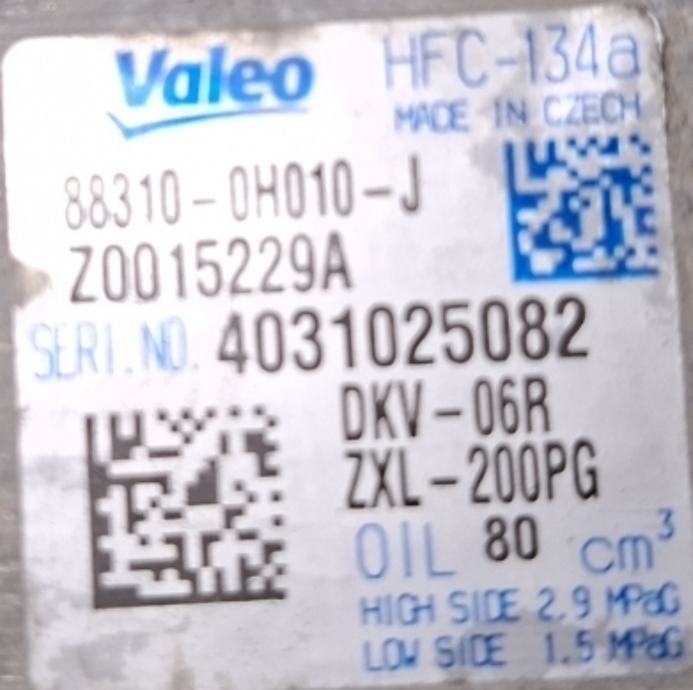 Valeo HFC-134a
MADE IN CZECH
88310-0H010-J
Z0015229A
SERI.NO. 4031025082
DKV-06R
ZXL-200PG
OIL 80 cm³
HIGH SIDE 2.9 MPaG
LOW SIDE 1.5 MPaG